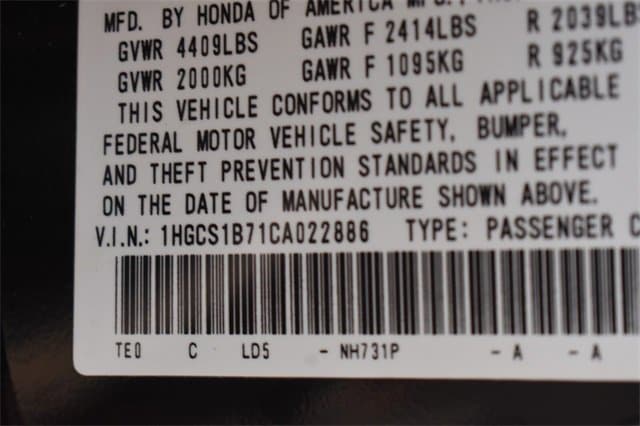 MFD. BY HONDA OF AMERICA MFG.,
GVWR 4409LBS GAWR F 2414LBS R 2039LB
GVWR 2000KG GAWR F 1095KG R 925KG
THIS VEHICLE CONFORMS TO ALL APPLICABLE
FEDERAL MOTOR VEHICLE SAFETY, BUMPER,
AND THEFT PREVENTION STANDARDS IN EFFECT
ON THE DATE OF MANUFACTURE SHOWN ABOVE.
V.I.N.: 1HGCS1B71CA022886 TYPE: PASSENGER C
TE0 C LD5 - NH731P - A - A